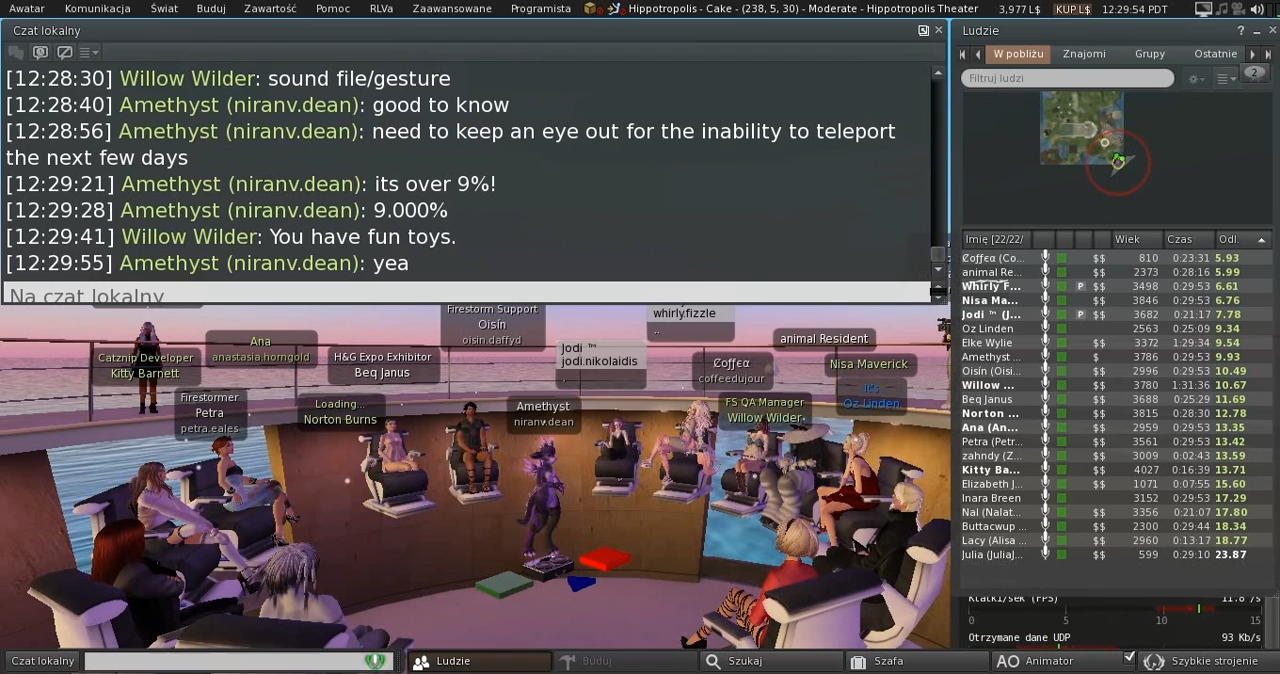 Awatar Komunikacja Świat Buduj Zawartość Pomoc RLVa Zaawansowane Programista Hippotropolis - Cake - (238, 5, 30) - Moderate - Hippotropolis Theater 3,977 L$ KUP L$ 12:29:54 PDT
Czat lokalny
[12:28:30] Willow Wilder: sound file/gesture
[12:28:40] Amethyst (niranv.dean): good to know
[12:28:56] Amethyst (niranv.dean): need to keep an eye out for the inability to teleport
the next few days
[12:29:21] Amethyst (niranv.dean): its over 9%!
[12:29:28] Amethyst (niranv.dean): 9.000%
[12:29:41] Willow Wilder: You have fun toys.
[12:29:55] Amethyst (niranv.dean): yea
Na czat lokalny
Ludzie
W pobliżu Znajomi Grupy Ostatnie
Filtruj ludzi
2
Imię [22/22/ Wiek Czas Odl.
Ȼoƒƒeα (Co... $$ 810 0:23:31 5.93
animal Re... $$ 2373 0:28:16 5.99
Whirly F... P $$ 3498 0:29:53 6.61
Nisa Ma... $$ 3846 0:29:53 6.76
Jodi ™ (J... P $$ 3682 0:21:17 7.78
Oz Linden 2563 0:25:09 9.34
Elke Wylie $$ 3372 1:29:34 9.54
Amethyst ... $ 3786 0:29:53 9.93
Oisín (Oisi... $$ 2996 0:29:53 10.49
Willow ... $$ 3780 1:31:36 10.67
Beq Janus $$ 3688 0:25:29 11.69
Norton ... $$ 3815 0:28:30 12.78
Ana (An... $$ 2959 0:29:53 13.35
Petra (Petr... $$ 3561 0:29:53 13.42
zahndy (Z... $$ 3009 0:02:43 13.59
Kitty Ba... $$ 4027 0:16:39 13.71
Elizabeth J... $$ 1071 0:07:55 15.60
Inara Breen 3152 0:29:53 17.29
Nal (Nalat... $$ 3356 0:21:07 17.80
Buttacwup ... $$ 2300 0:29:44 18.34
Lacy (Alisa ... $$ 2960 0:13:17 18.77
Julia (JuliaJ... $$ 599 0:29:10 23.87
Klatki/sek (FPS) 11.8 /s
0 5 10 15
Otrzymane dane UDP 93 Kb/s
Firestorm Support
Oisín
oisin.daffyd
whirly.fizzle
..
Catznip Developer
Kitty Barnett
Ana
anastasia.horngold
H&G Expo Exhibitor
Beq Janus
Jodi ™
jodi.nikolaidis
.
animal Resident
Ȼoƒƒeα
coffeedujour
Nisa Maverick
It's
Oz Linden
Firestormer
Petra
petra.eales
Loading...
Norton Burns
Amethyst
niranv.dean
FS QA Manager
Willow Wilder
Czat lokalny Ludzie Buduj Szukaj Szafa AO Animator Szybkie strojenie